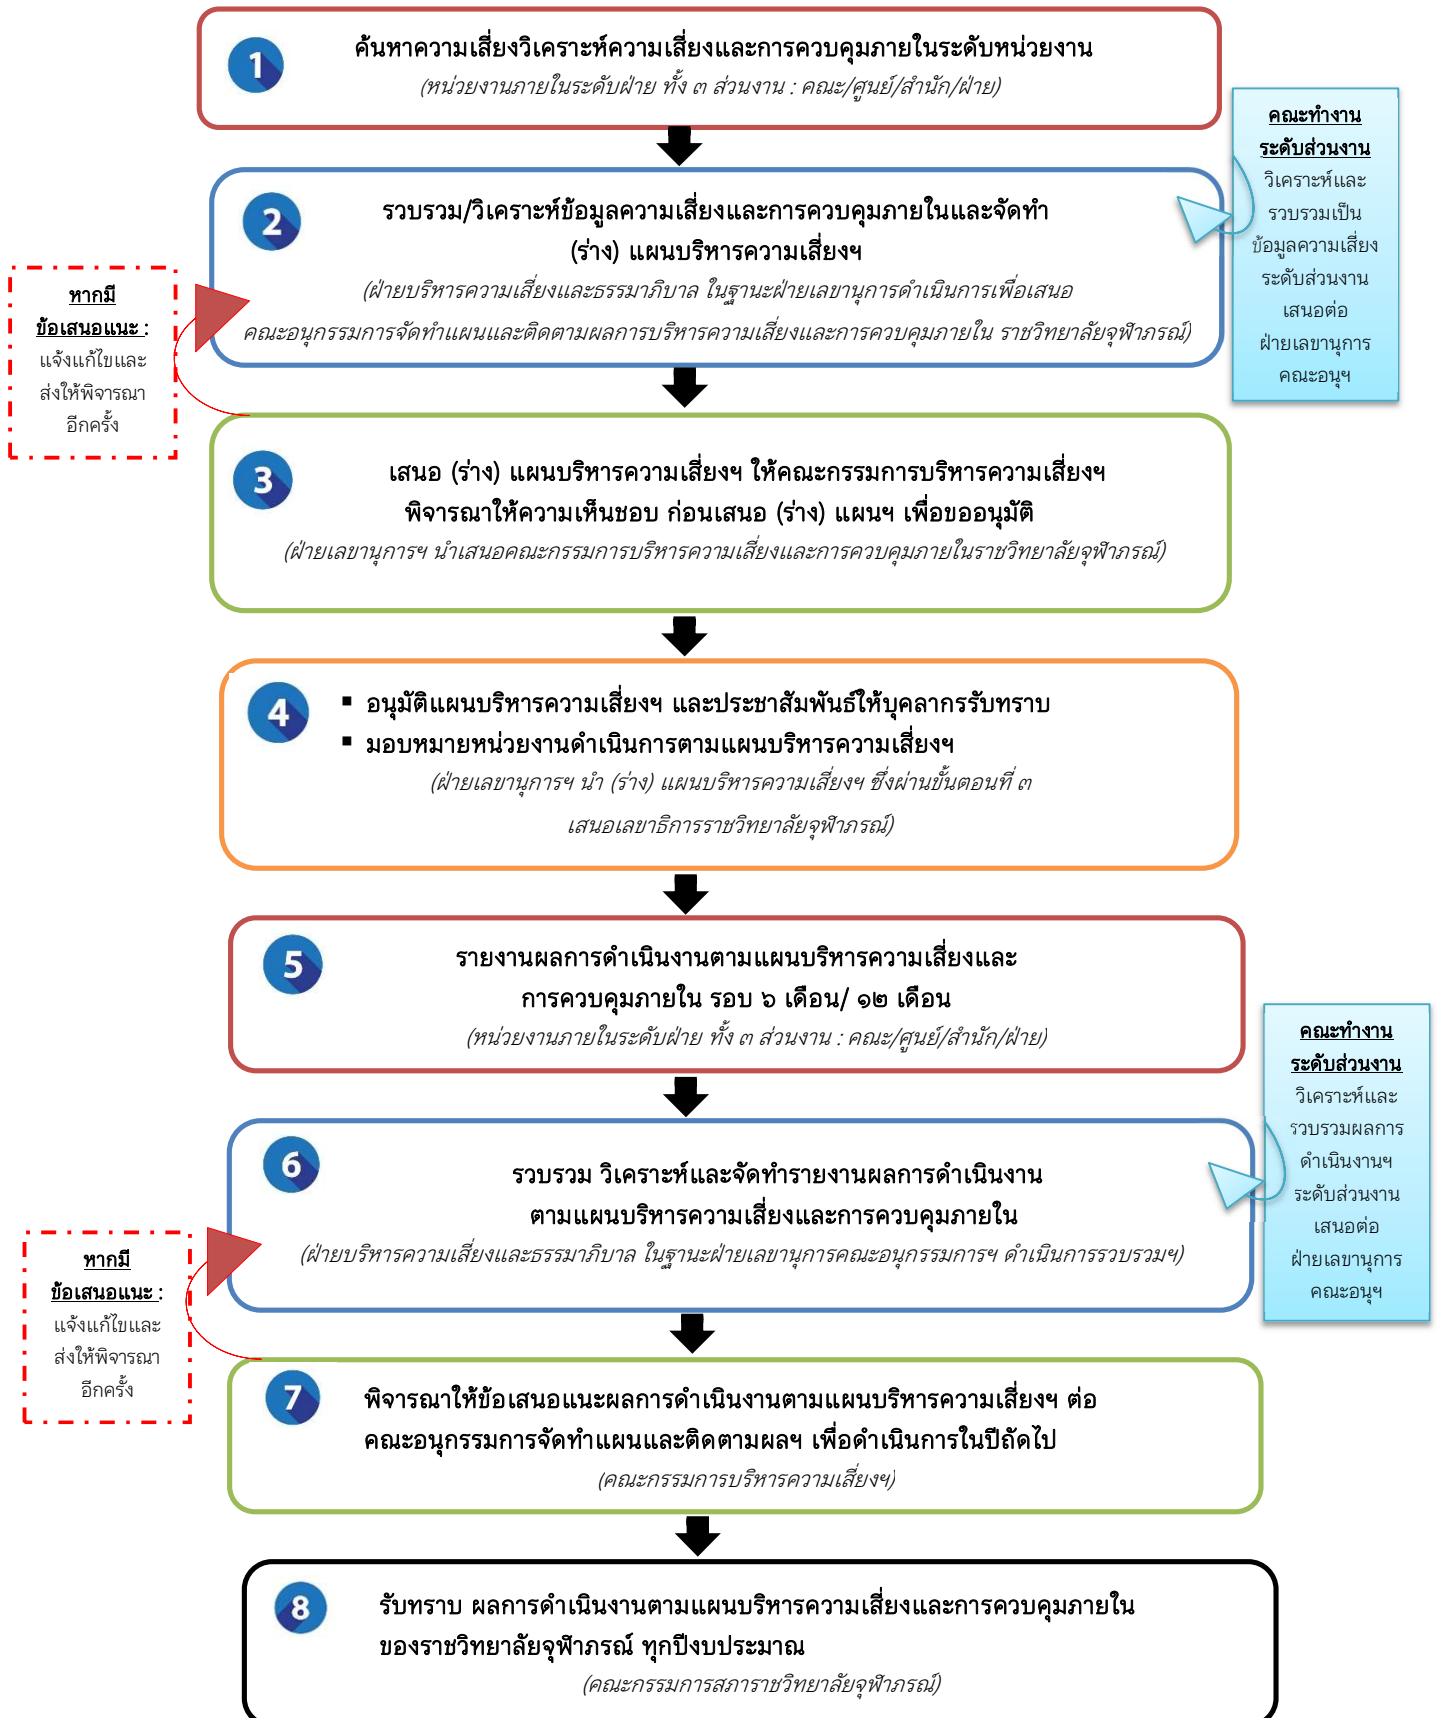 1
ค้นหาความเสี่ยงวิเคราะห์ความเสี่ยงและการควบคุมภายในระดับหน่วยงาน
(หน่วยงานภายในระดับฝ่าย ทั้ง ๓ ส่วนงาน : คณะ/ศูนย์/สำนัก/ฝ่าย)
คณะทำงาน
ระดับส่วนงาน
วิเคราะห์และ
รวบรวมเป็น
ข้อมูลความเสี่ยง
ระดับส่วนงาน
เสนอต่อ
ฝ่ายเลขานุการ
คณะอนุฯ
2
รวบรวม/วิเคราะห์ข้อมูลความเสี่ยงและการควบคุมภายในและจัดทำ
(ร่าง) แผนบริหารความเสี่ยงฯ
(ฝ่ายบริหารความเสี่ยงและธรรมาภิบาล ในฐานะฝ่ายเลขานุการดำเนินการเพื่อเสนอ
คณะอนุกรรมการจัดทำแผนและติดตามผลการบริหารความเสี่ยงและการควบคุมภายใน ราชวิทยาลัยจุฬาภรณ์)
หากมี
ข้อเสนอแนะ :
แจ้งแก้ไขและ
ส่งให้พิจารณา
อีกครั้ง
3
เสนอ (ร่าง) แผนบริหารความเสี่ยงฯ ให้คณะกรรมการบริหารความเสี่ยงฯ
พิจารณาให้ความเห็นชอบ ก่อนเสนอ (ร่าง) แผนฯ เพื่อขออนุมัติ
(ฝ่ายเลขานุการฯ นำเสนอคณะกรรมการบริหารความเสี่ยงและการควบคุมภายในราชวิทยาลัยจุฬาภรณ์)
4
▪ อนุมัติแผนบริหารความเสี่ยงฯ และประชาสัมพันธ์ให้บุคลากรรับทราบ
▪ มอบหมายหน่วยงานดำเนินการตามแผนบริหารความเสี่ยงฯ
(ฝ่ายเลขานุการฯ นำ (ร่าง) แผนบริหารความเสี่ยงฯ ซึ่งผ่านขั้นตอนที่ ๓
เสนอเลขาธิการราชวิทยาลัยจุฬาภรณ์)
5
รายงานผลการดำเนินงานตามแผนบริหารความเสี่ยงและ
การควบคุมภายใน รอบ ๖ เดือน/ ๑๒ เดือน
(หน่วยงานภายในระดับฝ่าย ทั้ง ๓ ส่วนงาน : คณะ/ศูนย์/สำนัก/ฝ่าย)
คณะทำงาน
ระดับส่วนงาน
วิเคราะห์และ
รวบรวมผลการ
ดำเนินงานฯ
ระดับส่วนงาน
เสนอต่อ
ฝ่ายเลขานุการ
คณะอนุฯ
6
รวบรวม วิเคราะห์และจัดทำรายงานผลการดำเนินงาน
ตามแผนบริหารความเสี่ยงและการควบคุมภายใน
(ฝ่ายบริหารความเสี่ยงและธรรมาภิบาล ในฐานะฝ่ายเลขานุการคณะอนุกรรมการฯ ดำเนินการรวบรวมฯ)
หากมี
ข้อเสนอแนะ :
แจ้งแก้ไขและ
ส่งให้พิจารณา
อีกครั้ง
7
พิจารณาให้ข้อเสนอแนะผลการดำเนินงานตามแผนบริหารความเสี่ยงฯ ต่อ
คณะอนุกรรมการจัดทำแผนและติดตามผลฯ เพื่อดำเนินการในปีถัดไป
(คณะกรรมการบริหารความเสี่ยงฯ)
8
รับทราบ ผลการดำเนินงานตามแผนบริหารความเสี่ยงและการควบคุมภายใน
ของราชวิทยาลัยจุฬาภรณ์ ทุกปีงบประมาณ
(คณะกรรมการสภาราชวิทยาลัยจุฬาภรณ์)